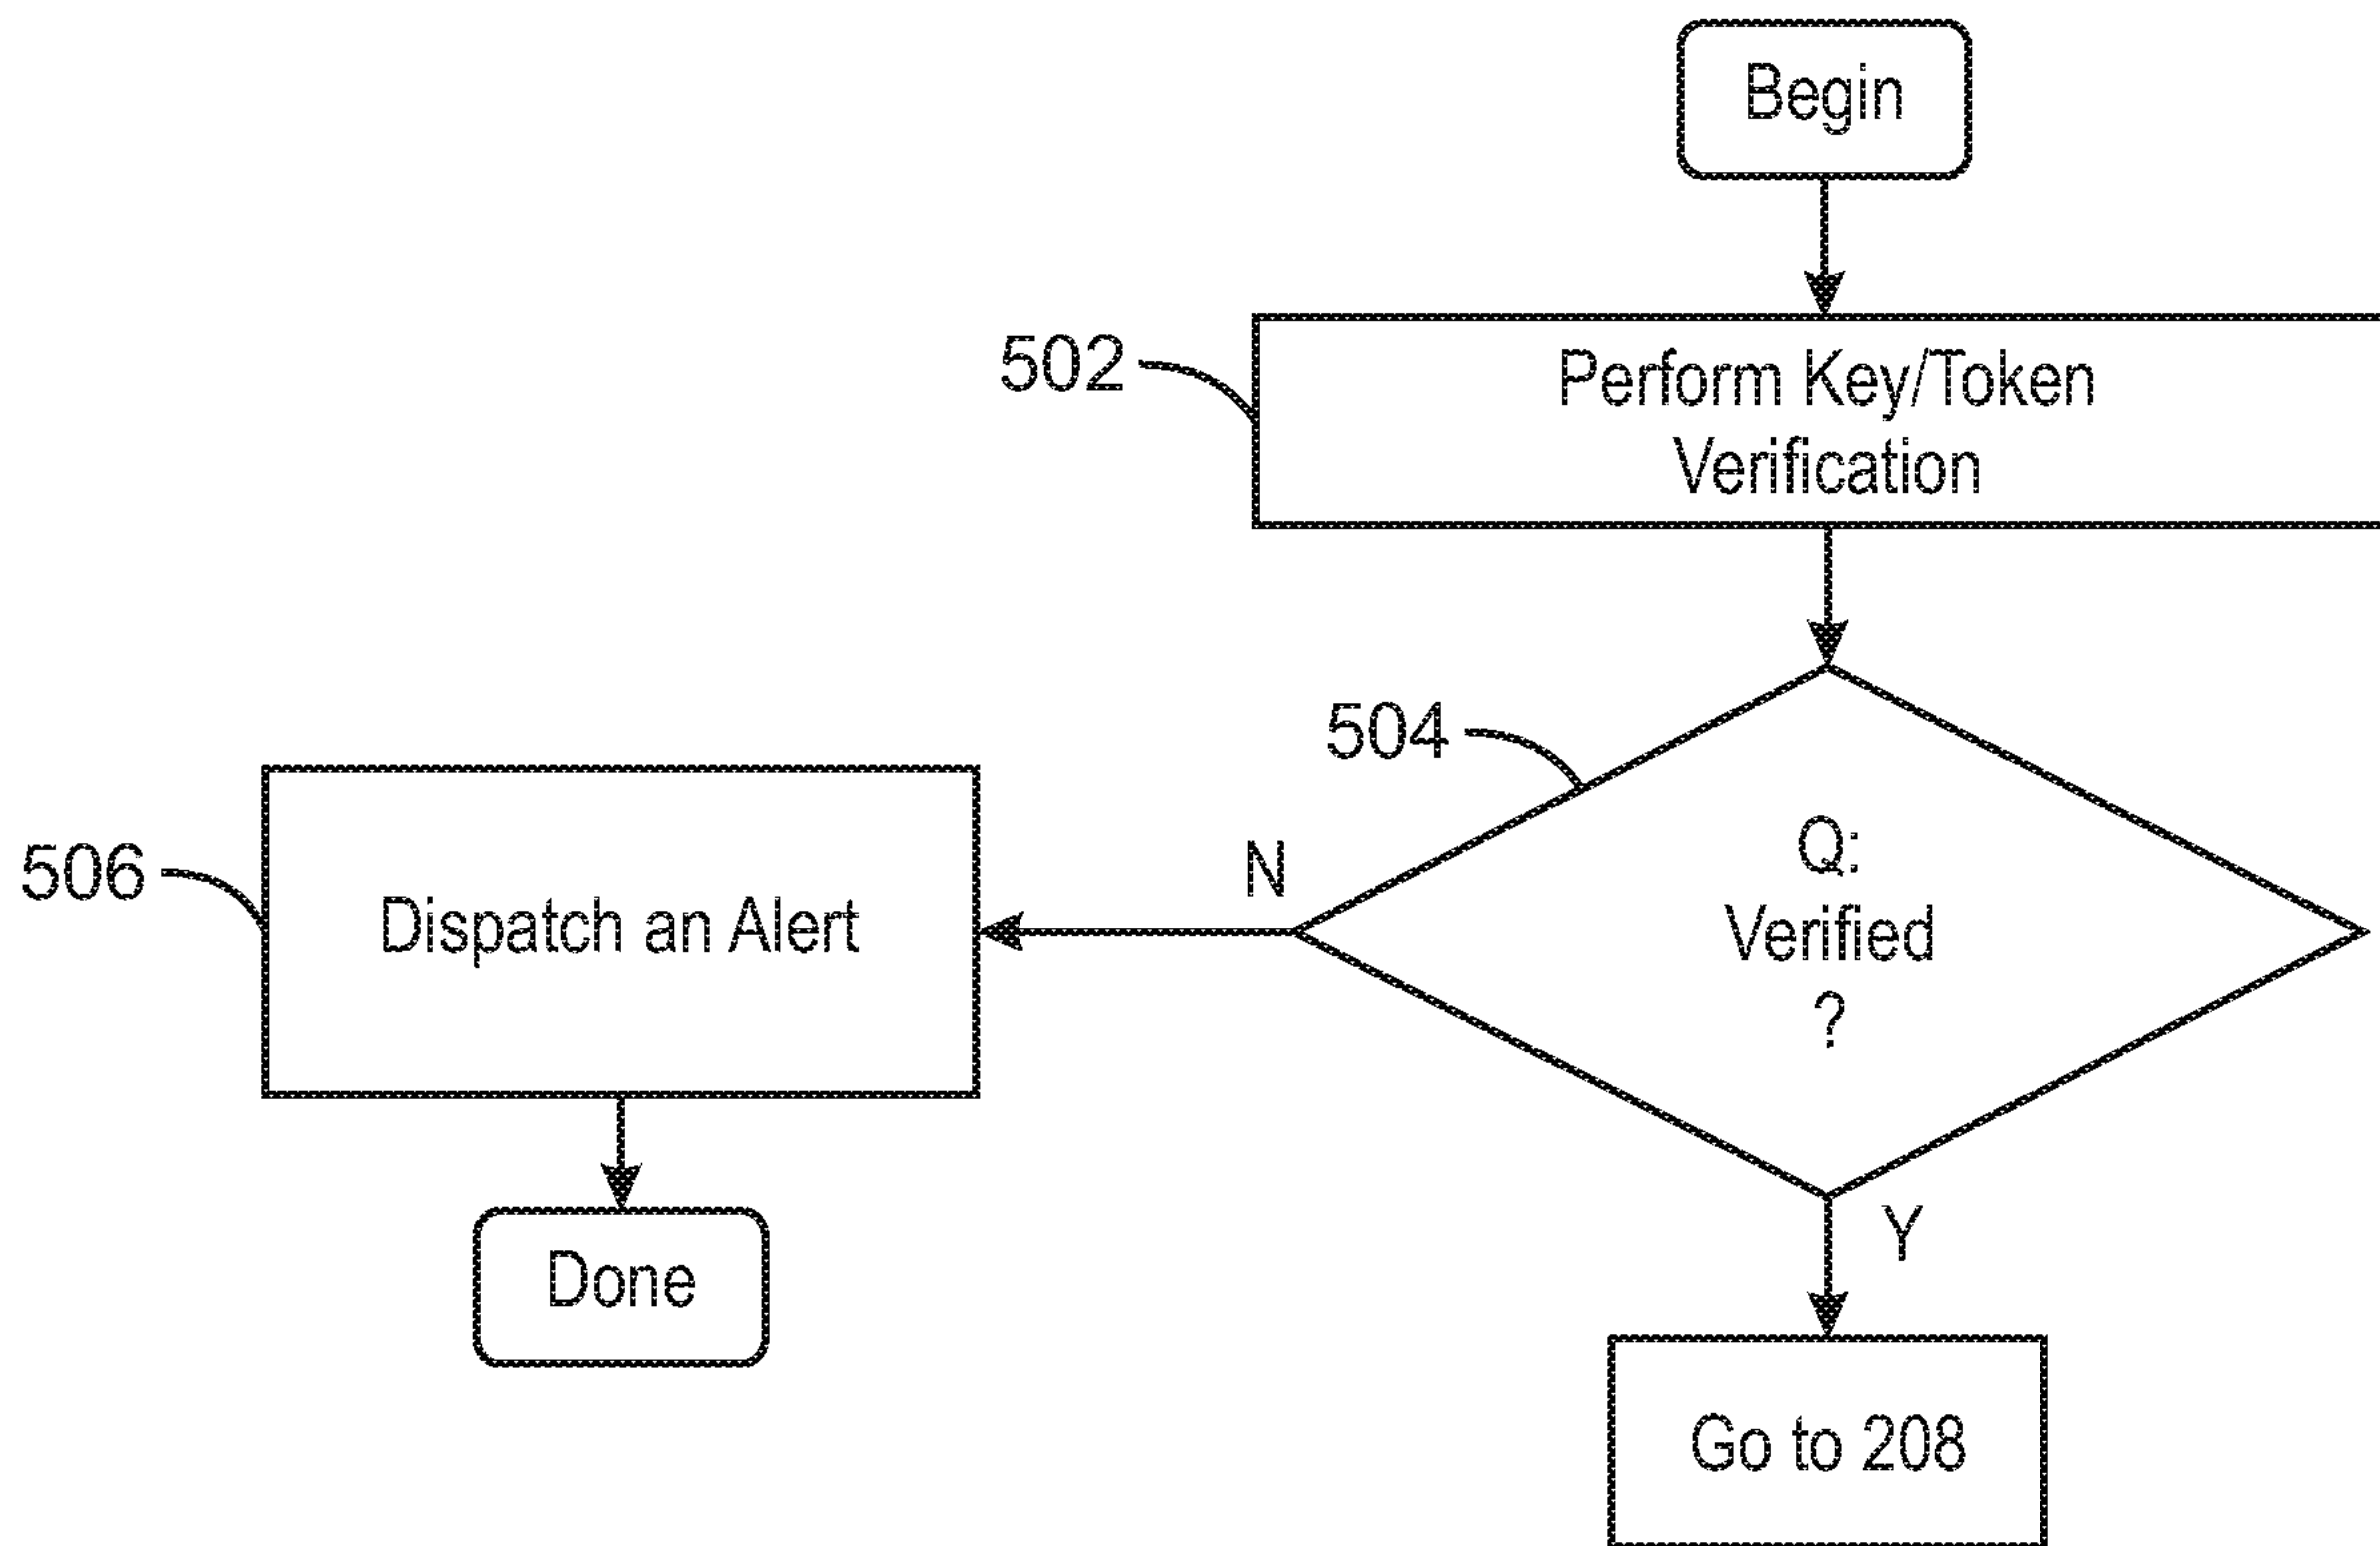 Begin
502
Perform Key/Token
Verification
504
Q:
Verified
?
N
506
Dispatch an Alert
Y
Done
Go to 208